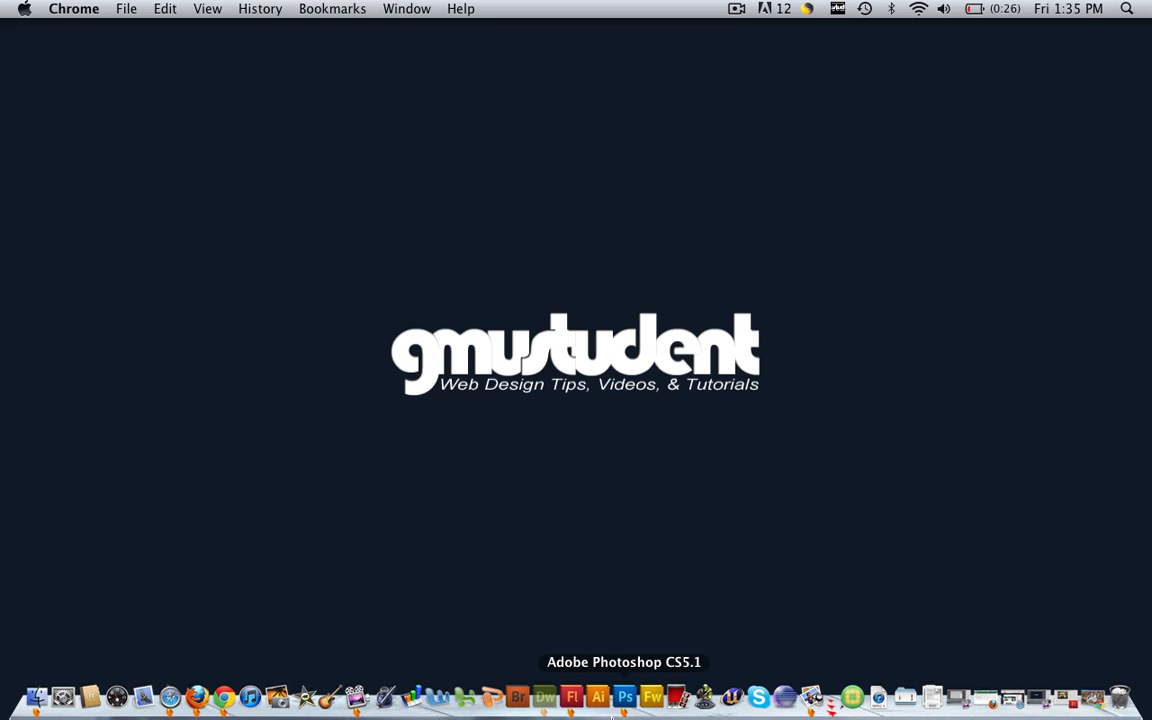 Chrome File Edit View History Bookmarks Window Help 12 (0:26) Fri 1:35 PM
gmustudent
Web Design Tips, Videos, & Tutorials
Adobe Photoshop CS5.1
Br Dw Fl Ai Ps Fw